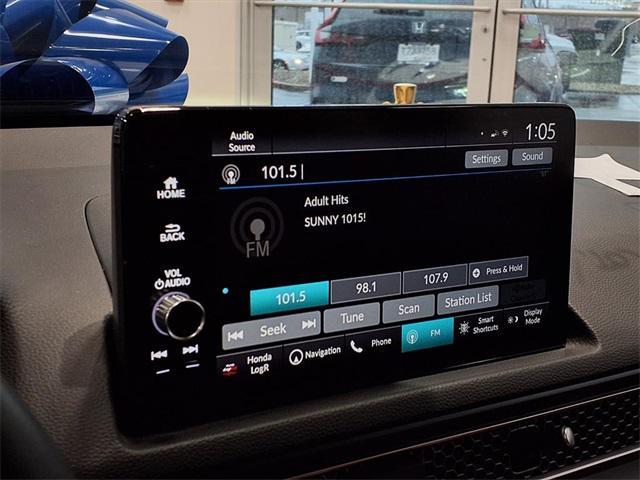 Audio
Source
1:05
101.5
Settings
Sound
HOME
Adult Hits
SUNNY 1015!
BACK
FM
VOL
AUDIO
101.5
98.1
107.9
Press & Hold
Seek
Tune
Scan
Station List
Honda
LogR
Navigation
Phone
FM
Smart
Shortcuts
Display
Mode